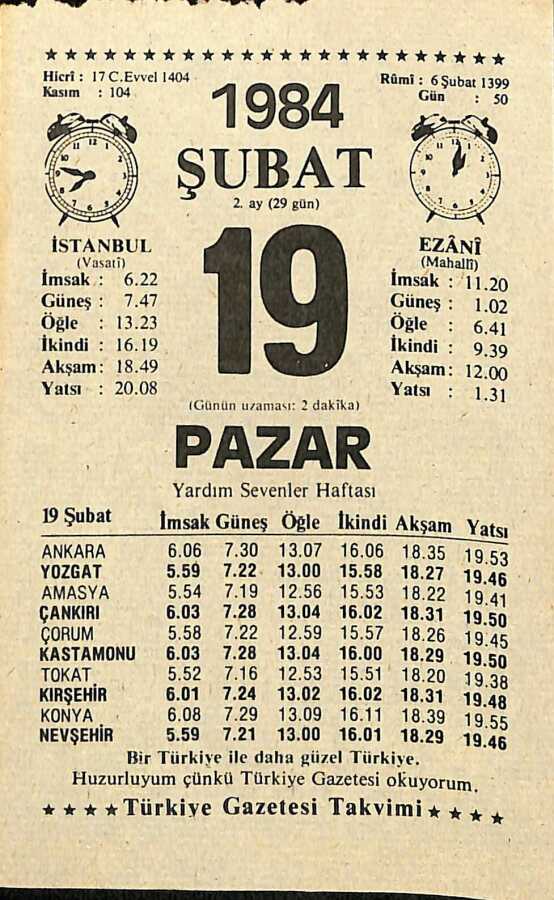 ★★★★★★★★★★★★★★★★★★★★★★
Hicrî : 17 C.Evvel 1404
Kasım : 104
1984
Rûmî : 6 Şubat 1399
Gün : 50
ŞUBAT
2. ay (29 gün)
19
İSTANBUL
(Vasatî)
İmsak : 6.22
Güneş : 7.47
Öğle : 13.23
İkindi : 16.19
Akşam: 18.49
Yatsı : 20.08
EZÂNÎ
(Mahallî)
İmsak : 11.20
Güneş : 1.02
Öğle : 6.41
İkindi : 9.39
Akşam: 12.00
Yatsı : 1.31
(Günün uzaması: 2 dakîka)
PAZAR
Yardım Sevenler Haftası
19 Şubat İmsak Güneş Öğle İkindi Akşam Yatsı
ANKARA 6.06 7.30 13.07 16.06 18.35 19.53
YOZGAT 5.59 7.22 13.00 15.58 18.27 19.46
AMASYA 5.54 7.19 12.56 15.53 18.22 19.41
ÇANKIRI 6.03 7.28 13.04 16.02 18.31 19.50
ÇORUM 5.58 7.22 12.59 15.57 18.26 19.45
KASTAMONU 6.03 7.28 13.04 16.00 18.29 19.50
TOKAT 5.52 7.16 12.53 15.51 18.20 19.38
KIRŞEHİR 6.01 7.24 13.02 16.02 18.31 19.48
KONYA 6.08 7.29 13.09 16.11 18.39 19.55
NEVŞEHİR 5.59 7.21 13.00 16.01 18.29 19.46
Bir Türkiye ile daha güzel Türkiye.
Huzurluyum çünkü Türkiye Gazetesi okuyorum.
★★★★Türkiye Gazetesi Takvimi★★★★